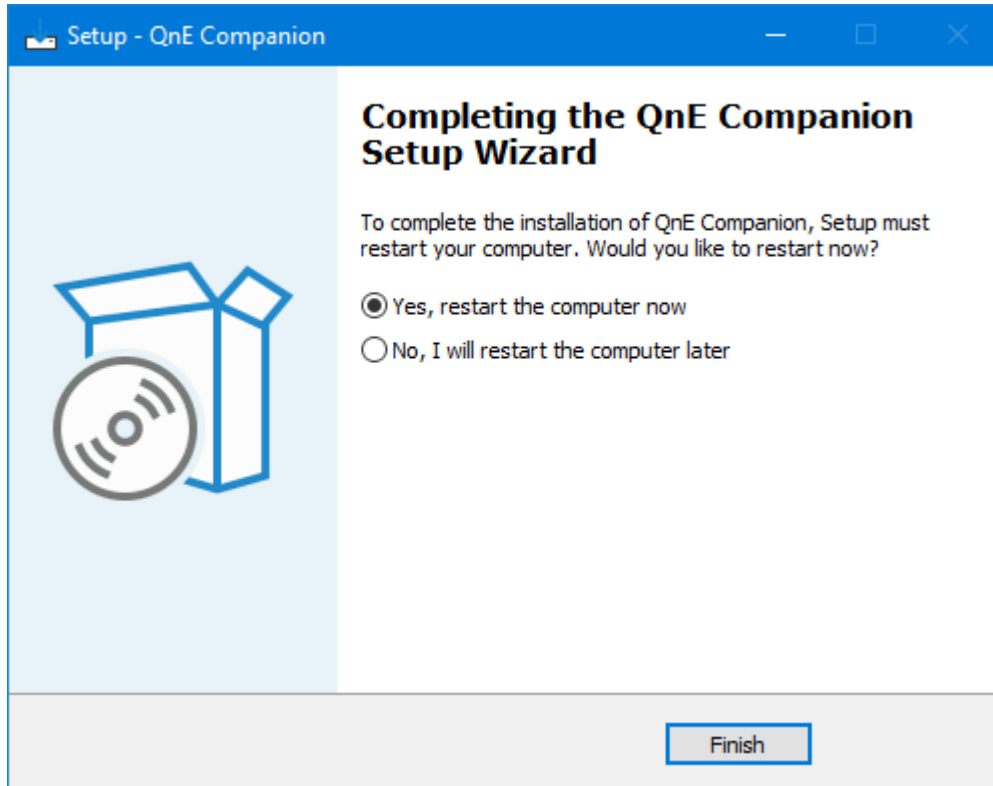 Setup - QnE Companion
Completing the QnE Companion
Setup Wizard
To complete the installation of QnE Companion, Setup must
restart your computer. Would you like to restart now?
Yes, restart the computer now
No, I will restart the computer later
Finish